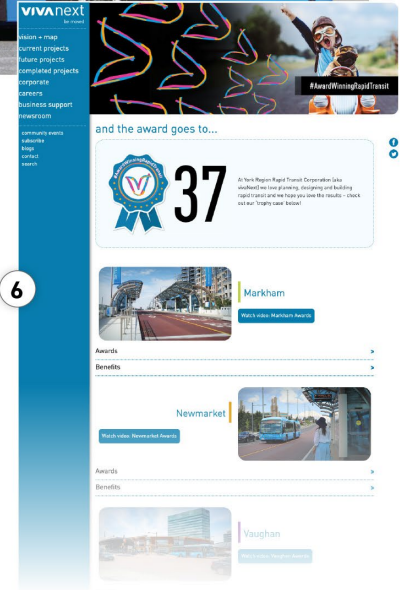 vivanext
be moved
vision + map
current projects
future projects
completed projects
corporate
careers
business support
newsroom
community events
subscribe
blogs
contact
search
#AwardWinningRapidTransit
and the award goes to...
#AwardWinningRapidTransit
37
At York Region Rapid Transit Corporation (aka
vivaNext) we love planning, designing and building
rapid transit and we hope you love the results – check
out our 'trophy case' below!
6
Markham
Watch video: Markham Awards
Awards
Benefits
Newmarket
Watch video: Newmarket Awards
Awards
Benefits
Vaughan
Watch video: Vaughan Awards